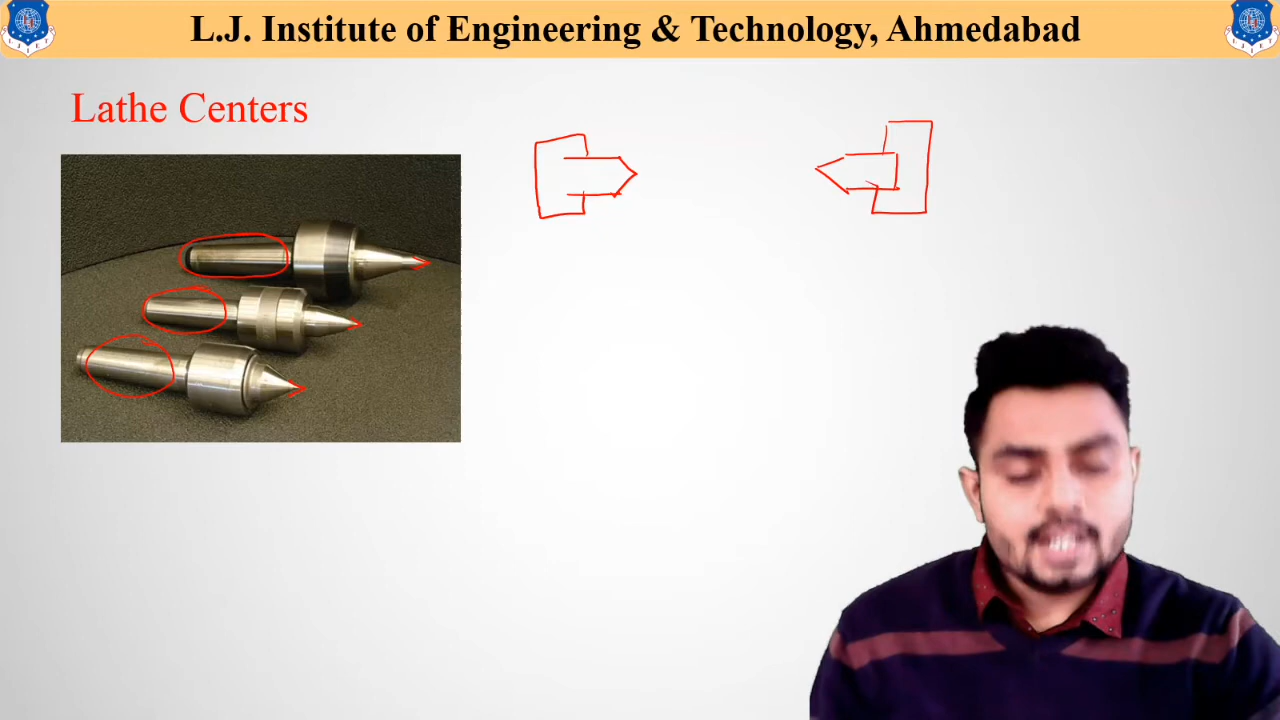 L.J. Institute of Engineering & Technology, Ahmedabad
Lathe Centers